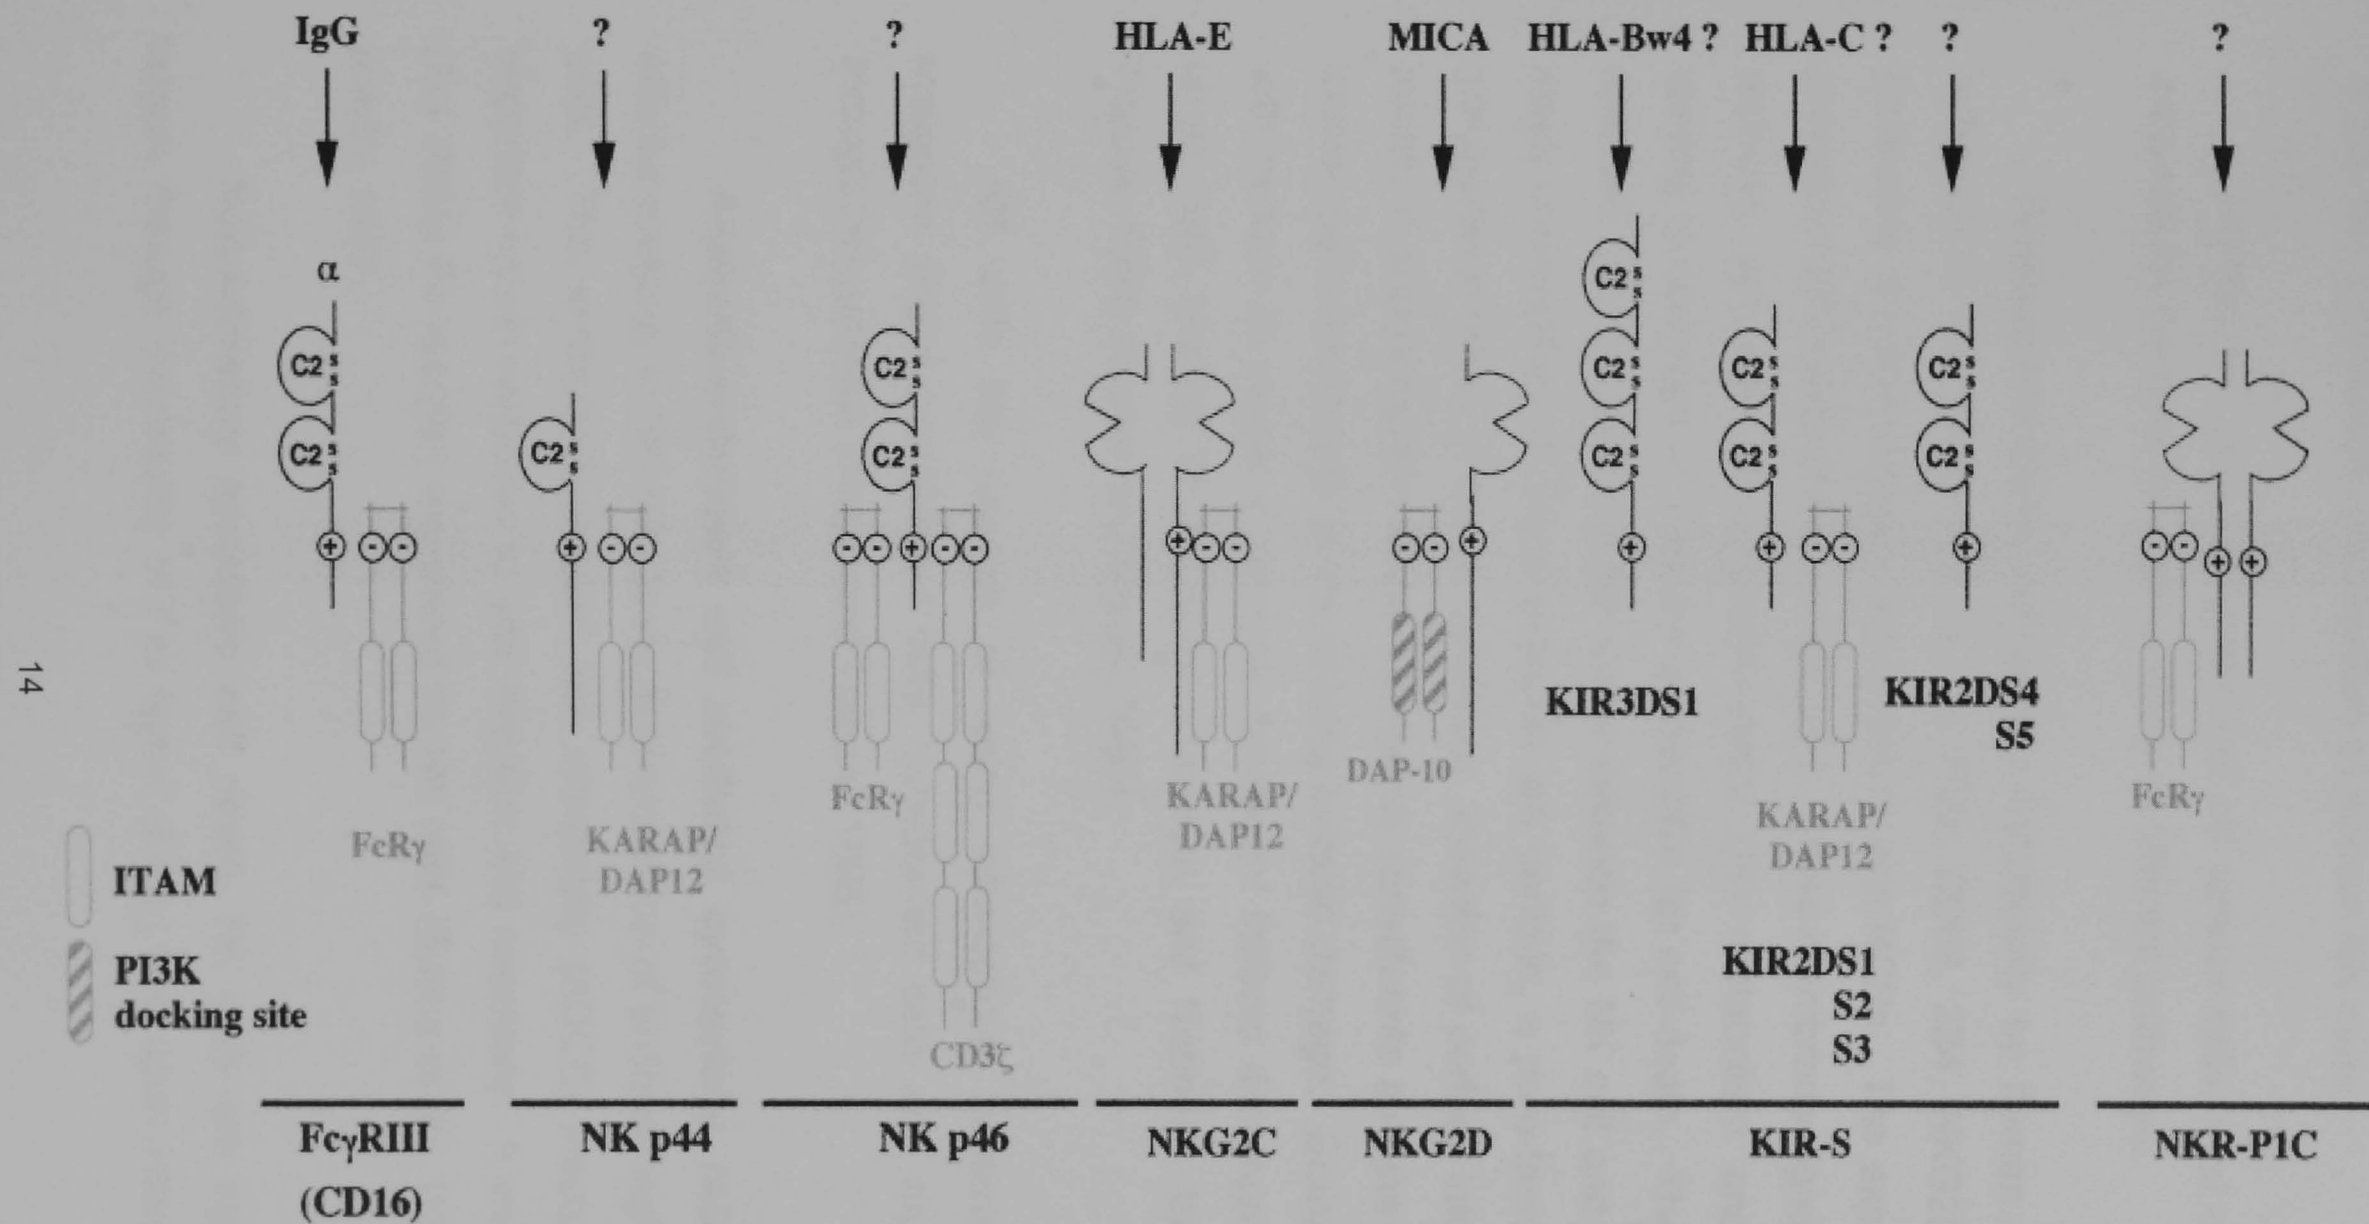 IgG
?
?
HLA-E
MICA
HLA-Bw4 ?
HLA-C ?
?
?
α
C2 s s
C2 s s
+ - -
FcRγ
C2 s s
+ - -
KARAP/
DAP12
C2 s s
C2 s s
- - + - -
FcRγ
CD3ζ
+ - -
KARAP/
DAP12
- - +
DAP-10
C2 s s
C2 s s
C2 s s
+
KIR3DS1
C2 s s
C2 s s
+ - -
KARAP/
DAP12
KIR2DS1
S2
S3
C2 s s
C2 s s
+
KIR2DS4
S5
- - + +
FcRγ
14
ITAM
PI3K
docking site
FcγRIII
(CD16)
NK p44
NK p46
NKG2C
NKG2D
KIR-S
NKR-P1C